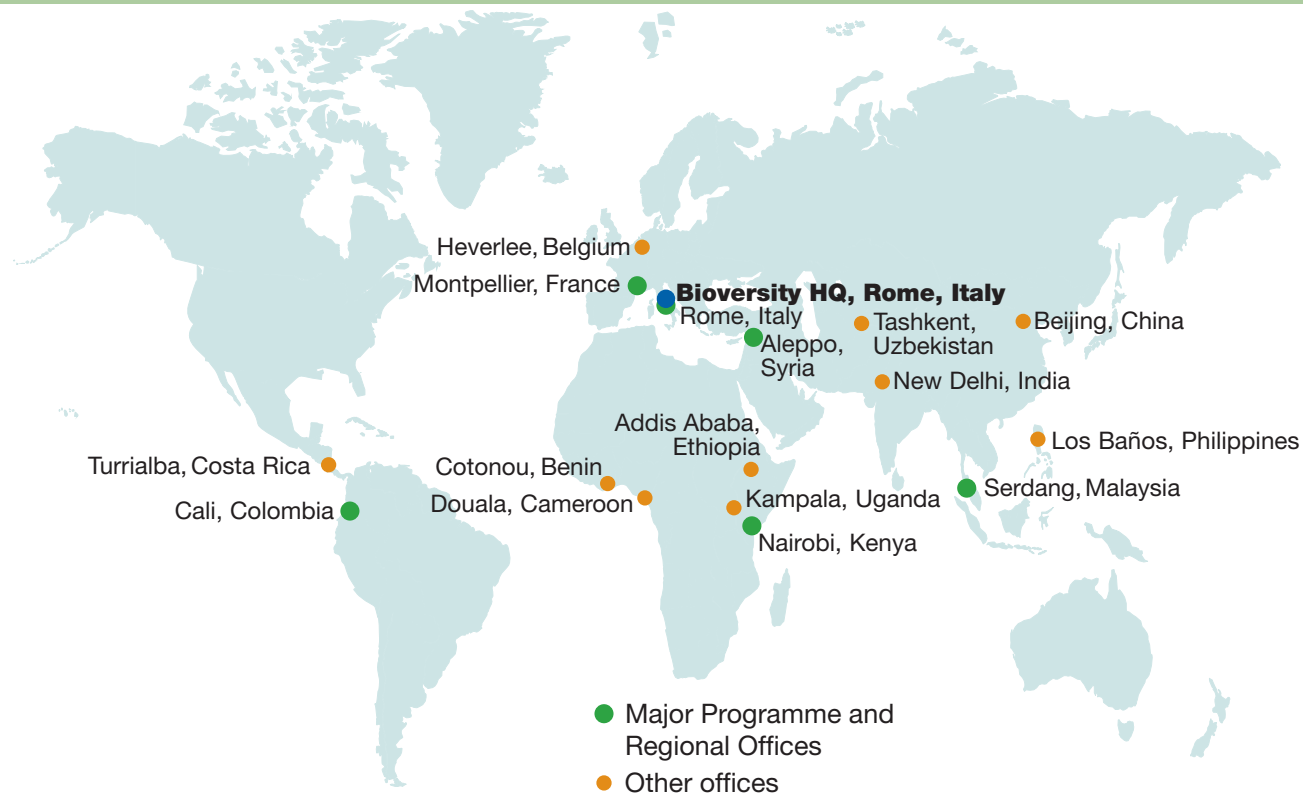 Heverlee, Belgium
Montpellier, France
Bioversity HQ, Rome, Italy
Rome, Italy
Aleppo,
Syria
Tashkent,
Uzbekistan
Beijing, China
New Delhi, India
Addis Ababa,
Ethiopia
Los Baños, Philippines
Turrialba, Costa Rica
Cotonou, Benin
Douala, Cameroon
Kampala, Uganda
Serdang, Malaysia
Cali, Colombia
Nairobi, Kenya
Major Programme and
Regional Offices
Other offices